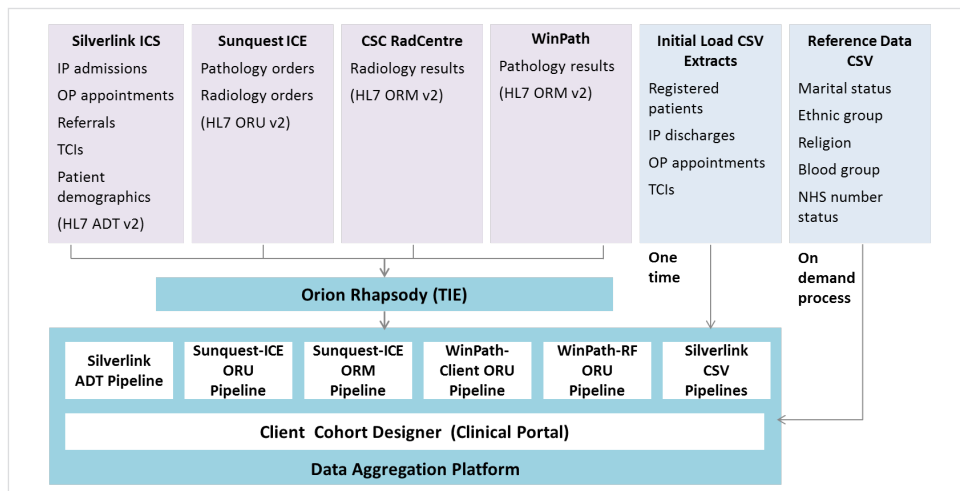 Silverlink ICS
IP admissions
OP appointments
Referrals
TCIs
Patient
demographics
(HL7 ADT v2)
Sunquest ICE
Pathology orders
Radiology orders
(HL7 ORU v2)
CSC RadCentre
Radiology results
(HL7 ORM v2)
WinPath
Pathology results
(HL7 ORM v2)
Initial Load CSV
Extracts
Registered
patients
IP discharges
OP appointments
TCIs
Reference Data
CSV
Marital status
Ethnic group
Religion
Blood group
NHS number
status
One
time
On
demand
process
Orion Rhapsody (TIE)
Silverlink
ADT Pipeline
Sunquest-ICE
ORU
Pipeline
Sunquest-ICE
ORM
Pipeline
WinPath-
Client ORU
Pipeline
WinPath-RF
ORU
Pipeline
Silverlink
CSV
Pipelines
Client Cohort Designer (Clinical Portal)
Data Aggregation Platform